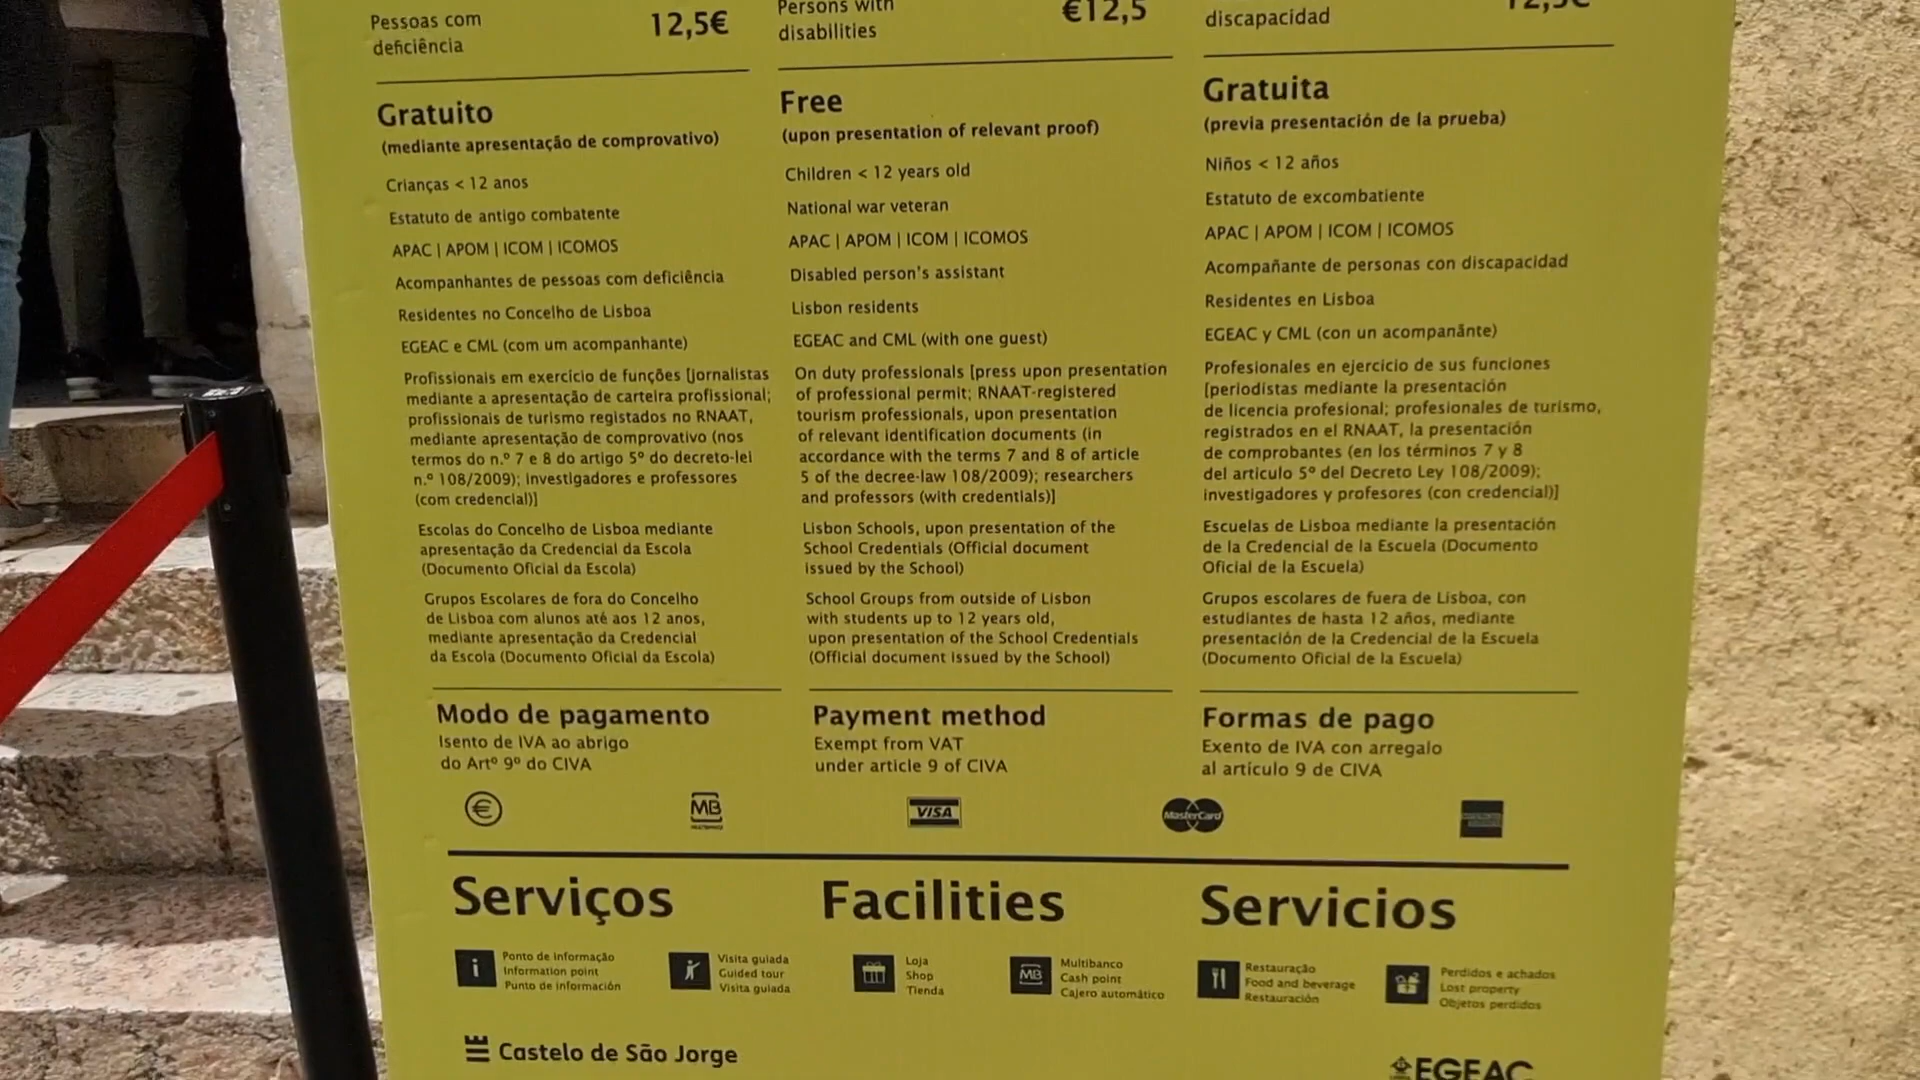 Pessoas com
deficiência
12,5€
Gratuito
(mediante apresentação de comprovativo)
Crianças < 12 anos
Estatuto de antigo combatente
APAC | APOM | ICOM | ICOMOS
Acompanhantes de pessoas com deficiência
Residentes no Concelho de Lisboa
EGEAC e CML (com um acompanhante)
Profissionais em exercício de funções [jornalistas
mediante a apresentação de carteira profissional;
profissionais de turismo registados no RNAAT,
mediante apresentação de comprovativo (nos
termos do n.º 7 e 8 do artigo 5º do decreto-lei
n.º 108/2009); investigadores e professores
(com credencial)]
Escolas do Concelho de Lisboa mediante
apresentação da Credencial da Escola
(Documento Oficial da Escola)
Grupos Escolares de fora do Concelho
de Lisboa com alunos até aos 12 anos,
mediante apresentação da Credencial
da Escola (Documento Oficial da Escola)
Modo de pagamento
Isento de IVA ao abrigo
do Artº 9º do CIVA
Persons with
disabilities
€12,5
Free
(upon presentation of relevant proof)
Children < 12 years old
National war veteran
APAC | APOM | ICOM | ICOMOS
Disabled person's assistant
Lisbon residents
EGEAC and CML (with one guest)
On duty professionals [press upon presentation
of professional permit; RNAAT-registered
tourism professionals, upon presentation
of relevant identification documents (in
accordance with the terms 7 and 8 of article
5 of the decree-law 108/2009); researchers
and professors (with credentials)]
Lisbon Schools, upon presentation of the
School Credentials (Official document
issued by the School)
School Groups from outside of Lisbon
with students up to 12 years old,
upon presentation of the School Credentials
(Official document issued by the School)
Payment method
Exempt from VAT
under article 9 of CIVA
discapacidad
12,5€
Gratuita
(previa presentación de la prueba)
Niños < 12 años
Estatuto de excombatiente
APAC | APOM | ICOM | ICOMOS
Acompañante de personas con discapacidad
Residentes en Lisboa
EGEAC y CML (con un acompanãnte)
Profesionales en ejercicio de sus funciones
[periodistas mediante la presentación
de licencia profesional; profesionales de turismo,
registrados en el RNAAT, la presentación
de comprobantes (en los términos 7 y 8
del artículo 5º del Decreto Ley 108/2009);
investigadores y profesores (con credencial)]
Escuelas de Lisboa mediante la presentación
de la Credencial de la Escuela (Documento
Oficial de la Escuela)
Grupos escolares de fuera de Lisboa, con
estudiantes de hasta 12 años, mediante
presentación de la Credencial de la Escuela
(Documento Oficial de la Escuela)
Formas de pago
Exento de IVA con arregalo
al artículo 9 de CIVA
€
MB
VISA
MasterCard
Serviços
Facilities
Servicios
i
Ponto de informação
Information point
Punto de información
Visita guiada
Guided tour
Visita guiada
Loja
Shop
Tienda
MB
Multibanco
Cash point
Cajero automático
Restauração
Food and beverage
Restauración
Perdidos e achados
Lost property
Objetos perdidos
Castelo de São Jorge
EGEAC